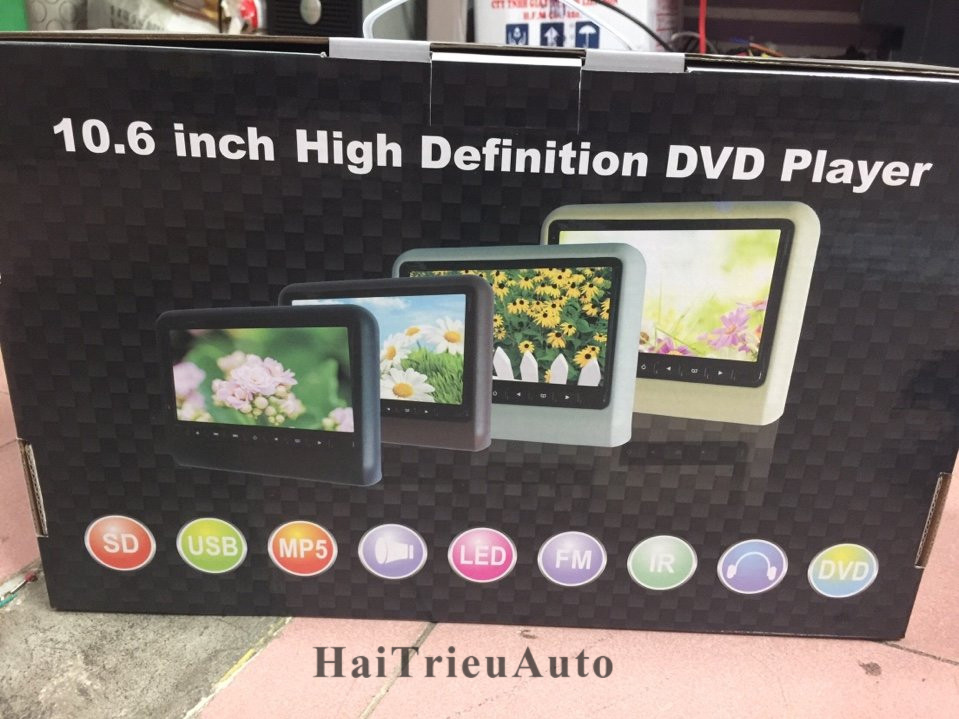 H.P.M
10.6 inch High Definition DVD Player
SD USB MP5 LED FM IR DVD
HaiTrieuAuto